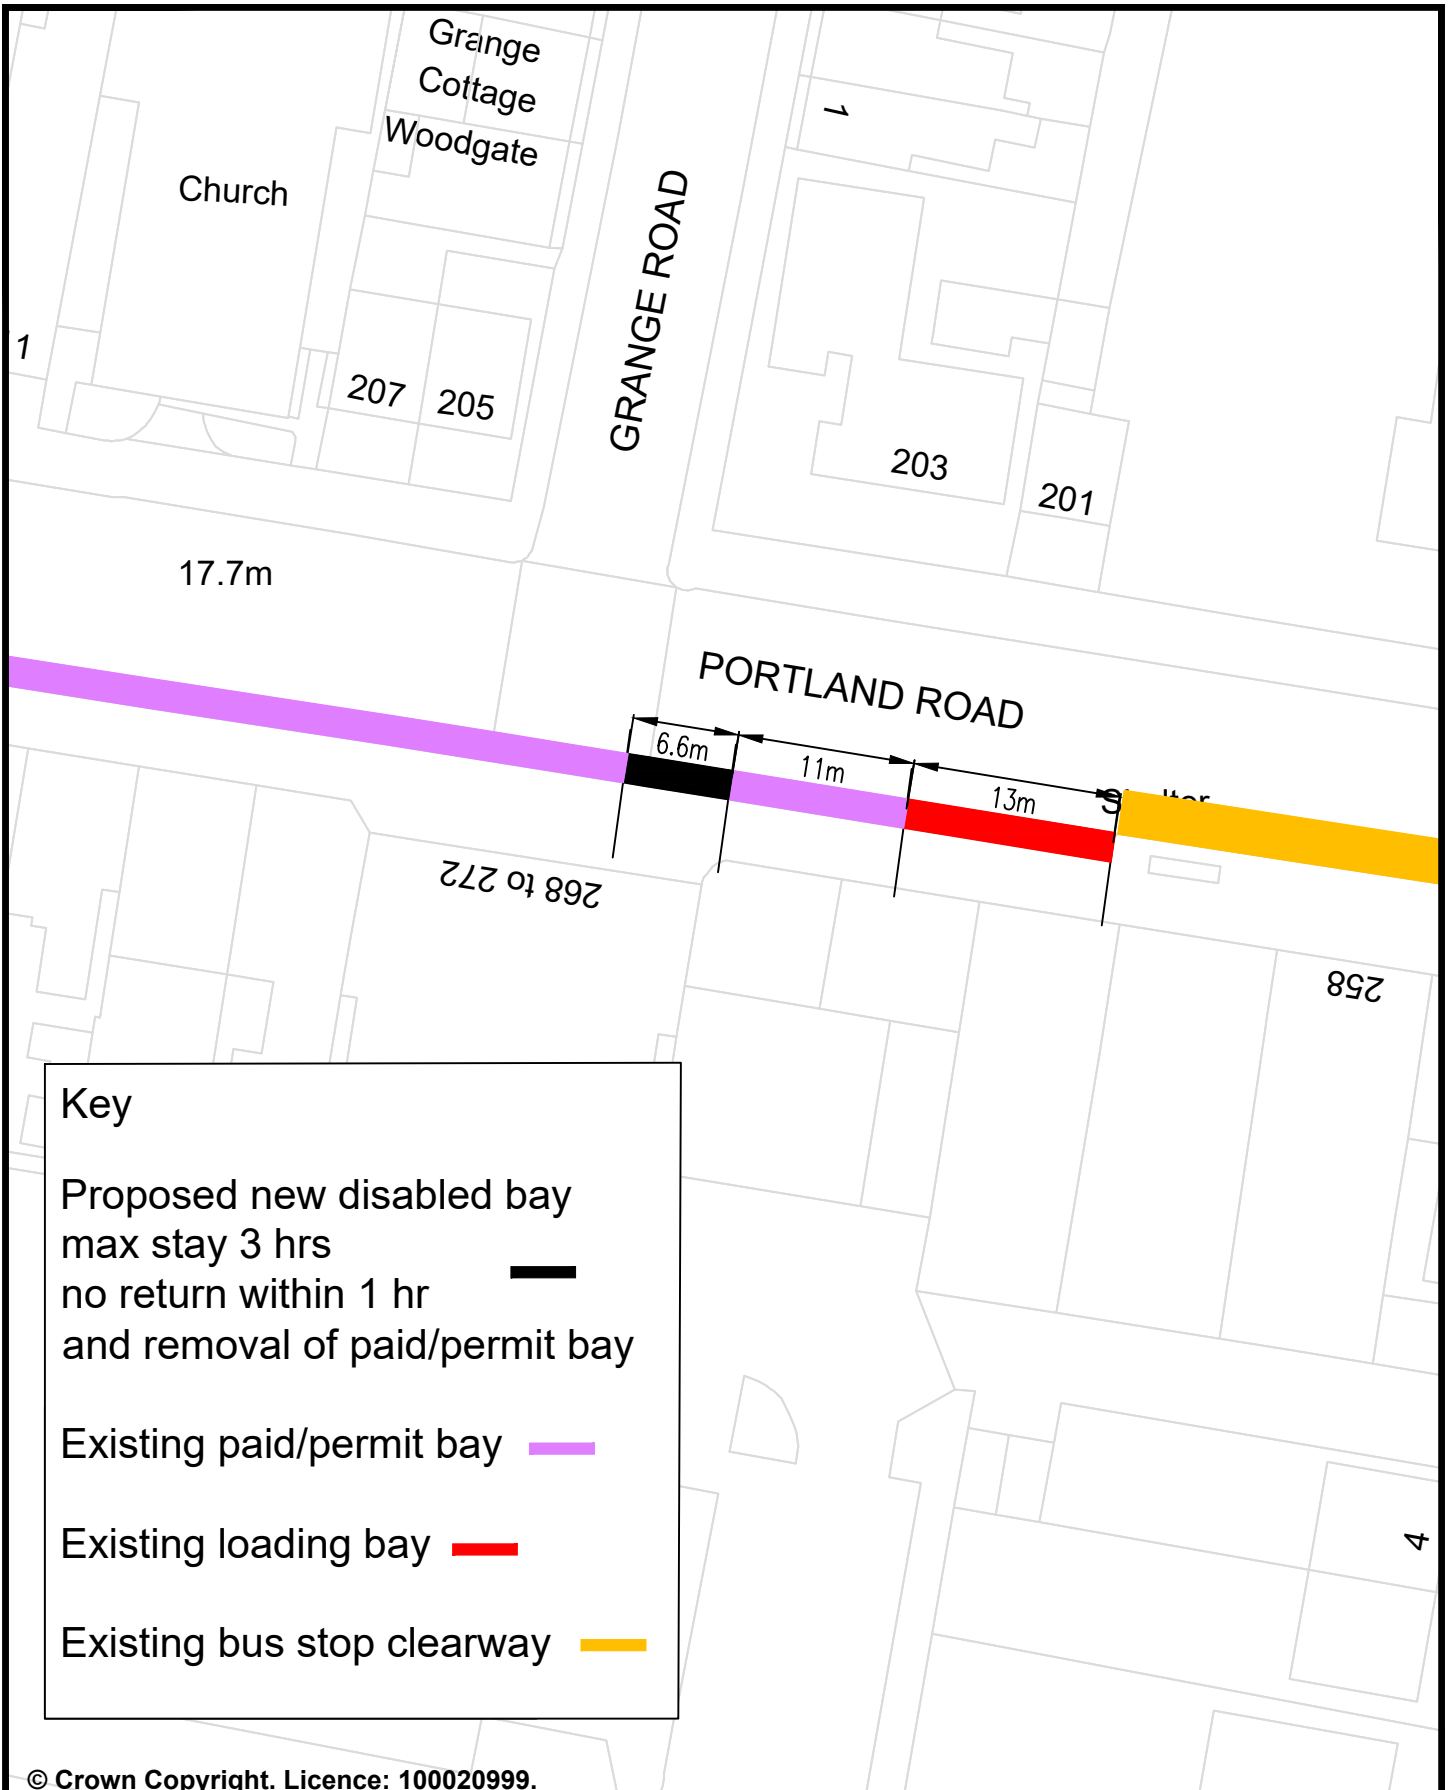 Grange
Cottage
Woodgate
Church
1
1
207
205
GRANGE ROAD
203
201
17.7m
PORTLAND ROAD
6.6m
11m
13m
268 to 272
258
Key
Proposed new disabled bay
max stay 3 hrs
no return within 1 hr
and removal of paid/permit bay
Existing paid/permit bay
Existing loading bay
Existing bus stop clearway
4
© Crown Copyright. Licence: 100020999.